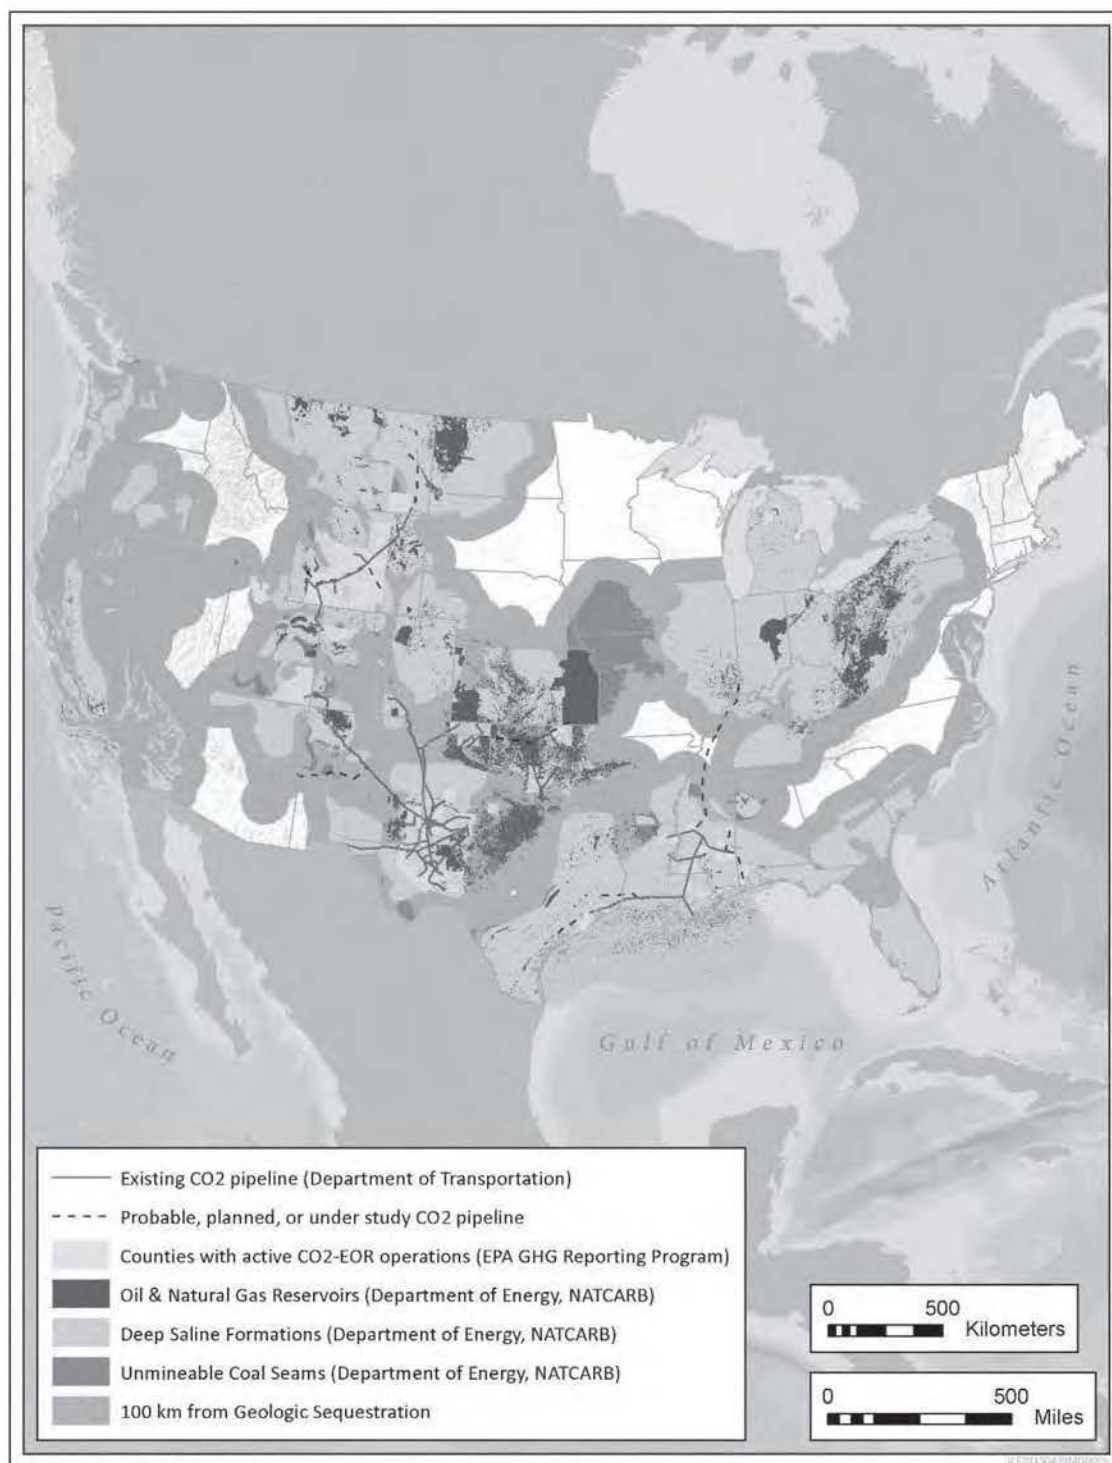 Atlantic Ocean
pacific Ocean
Gulf of Mexico
Existing CO2 pipeline (Department of Transportation)
Probable, planned, or under study CO2 pipeline
Counties with active CO2-EOR operations (EPA GHG Reporting Program)
Oil & Natural Gas Reservoirs (Department of Energy, NATCARB)
Deep Saline Formations (Department of Energy, NATCARB)
Unmineable Coal Seams (Department of Energy, NATCARB)
100 km from Geologic Sequestration
0 500
Kilometers
0 500
Miles